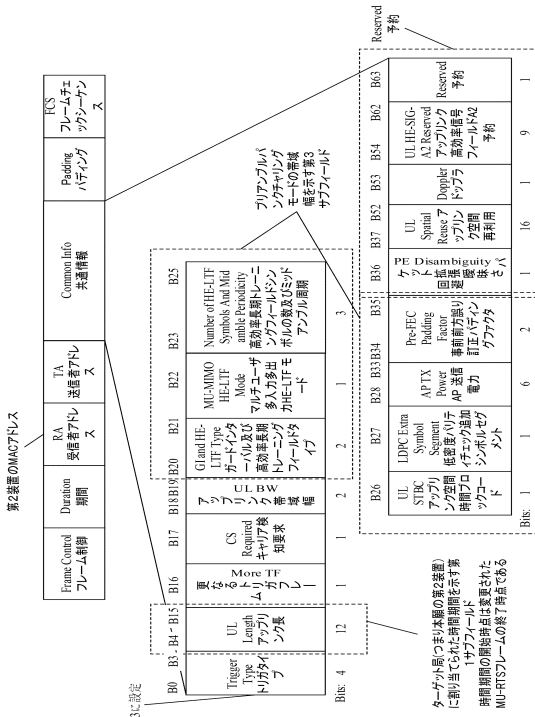 第2装置のMACアドレス
Frame Control
フレーム制御
Duration
期間
RA
受信者アドレ
ス
TA
送信者アドレ
ス
Common Info
共通情報
Padding
パディング
FCS
フレームチェ
ックシーケン
ス
3に設定
B0
B3
-
B4
-
B15
B16
B17
B18
B19
B20
B21
B22
B23
B25
Trigger
Type
トリガタイ
プ
UL
Length
アップリ
ンク長
More TF
更なるトリガフレー
ム
CS
Required
キャリア検
知要求
UL BW
アップリンク帯域
幅
GI and HE-
LTF Type
ガードインタ
ーバル及び
高効率長期
トレーニング
フィールドタ
イプ
MU-MIMO
HE-LTF
Mode
マルチユーザ
多入力多出
力HE-LTF モ
ード
Number of HE-LTF
Symbols And Mid
amble Periodicity
高効率長期トレーニ
ングフィールドシン
ボルの数及びミッド
アンブル周期
Bits:
4
12
1
1
2
2
1
3
プリアンブルパ
ンクチャリング
モードの帯域
幅を示す第3
サブフィールド
ターゲット局(つまり本願の第2装置)
に割り当てられた時間期間を示す第
1サブフィールド
時間期間の開始時点は変更された
MU-RTSフレームの終了時点である
B26
B27
B28
B33
B34
B35
B36
B37
B52
B53
B54
B62
B63
UL
STBC
アップリ
ンク空間
時間ブロ
ックコー
ド
LDPC Extra
Symbol
Segment
低密度パリテ
ィチェック追加
シンボルセグ
メント
AP TX
Power
AP 送信
電力
Pre-FEC
Padding
Factor
事前前方誤り
訂正パディン
グファクタ
PE Disambiguity パ
ケット拡張曖昧さ
回避
UL
Spatial
Reuse アッ
プリンク空
間再利用
Doppler
ドップラ
UL HE-SIG-
A2 Reserved
アップリンク
高効率信号
フィールドA2
予約
Reserved
予約
Bits:
1
1
6
2
1
16
1
9
1
Reserved
予約